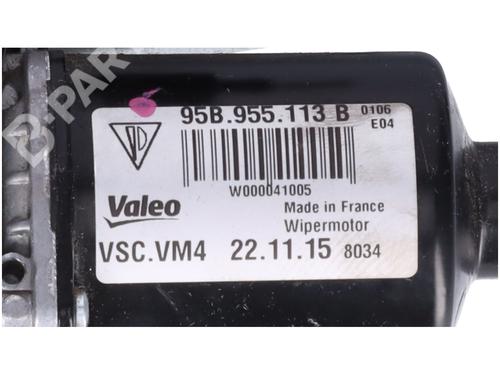 B-PARTS
95B.955.113 B 0106
E04
W000041005
Valeo
Made in France
Wipermotor
VSC.VM4 22.11.15 8034